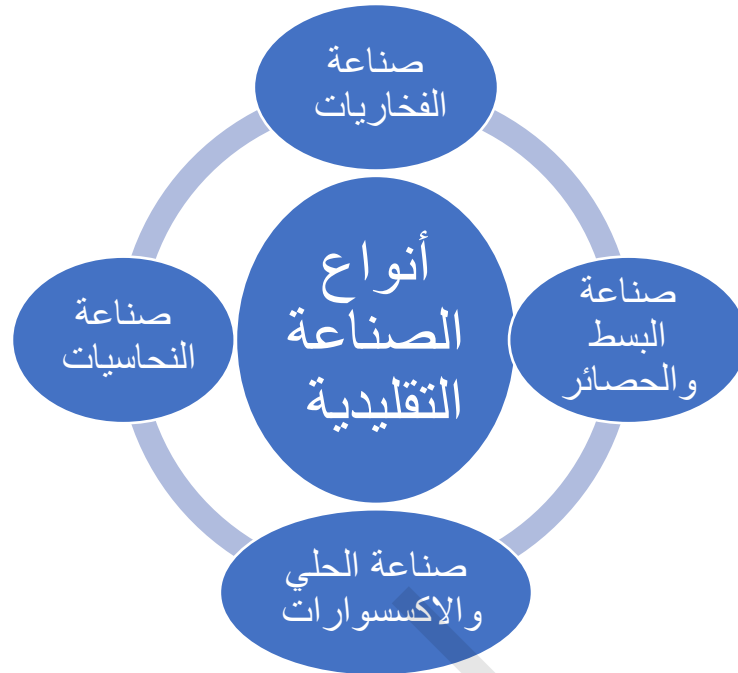 صناعة
الفخاريات
أنواع
الصناعة
التقليدية
صناعة
البسط
والحصائر
صناعة الحلي
والاكسسوارات
صناعة
النحاسيات